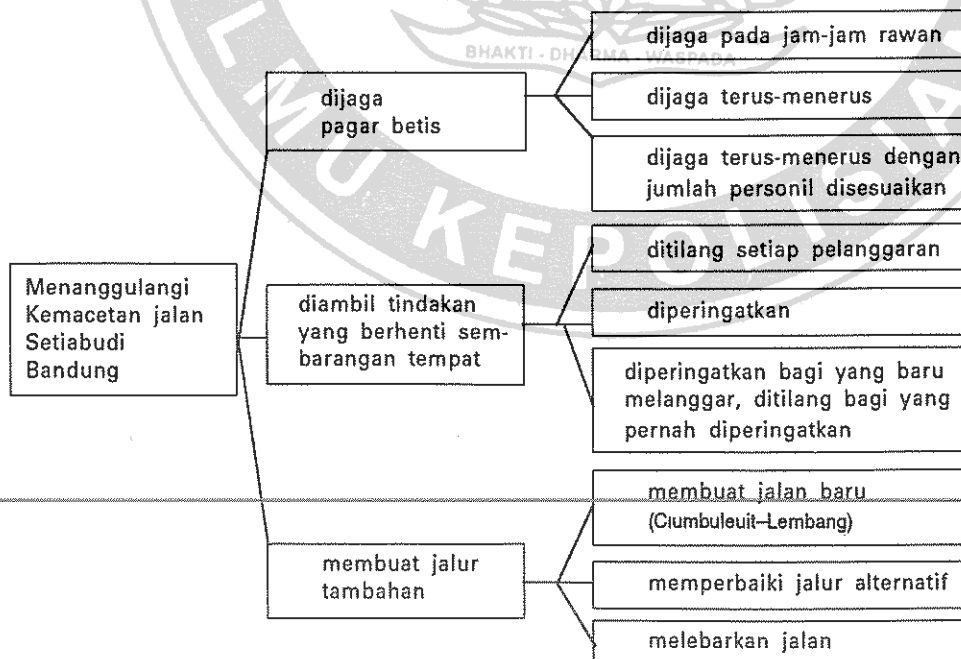 BHAKTI - DHARMA - WASPADA
ILMU KEPOLISIAN
Menanggulangi
Kemacetan jalan
Setiabudi
Bandung
dijaga
pagar betis
dijaga pada jam-jam rawan
dijaga terus-menerus
dijaga terus-menerus dengan
jumlah personil disesuaikan
diambil tindakan
yang berhenti sem-
barangan tempat
ditilang setiap pelanggaran
diperingatkan
diperingatkan bagi yang baru
melanggar, ditilang bagi yang
pernah diperingatkan
membuat jalur
tambahan
membuat jalan baru
(Ciumbuleuit–Lembang)
memperbaiki jalur alternatif
melebarkan jalan